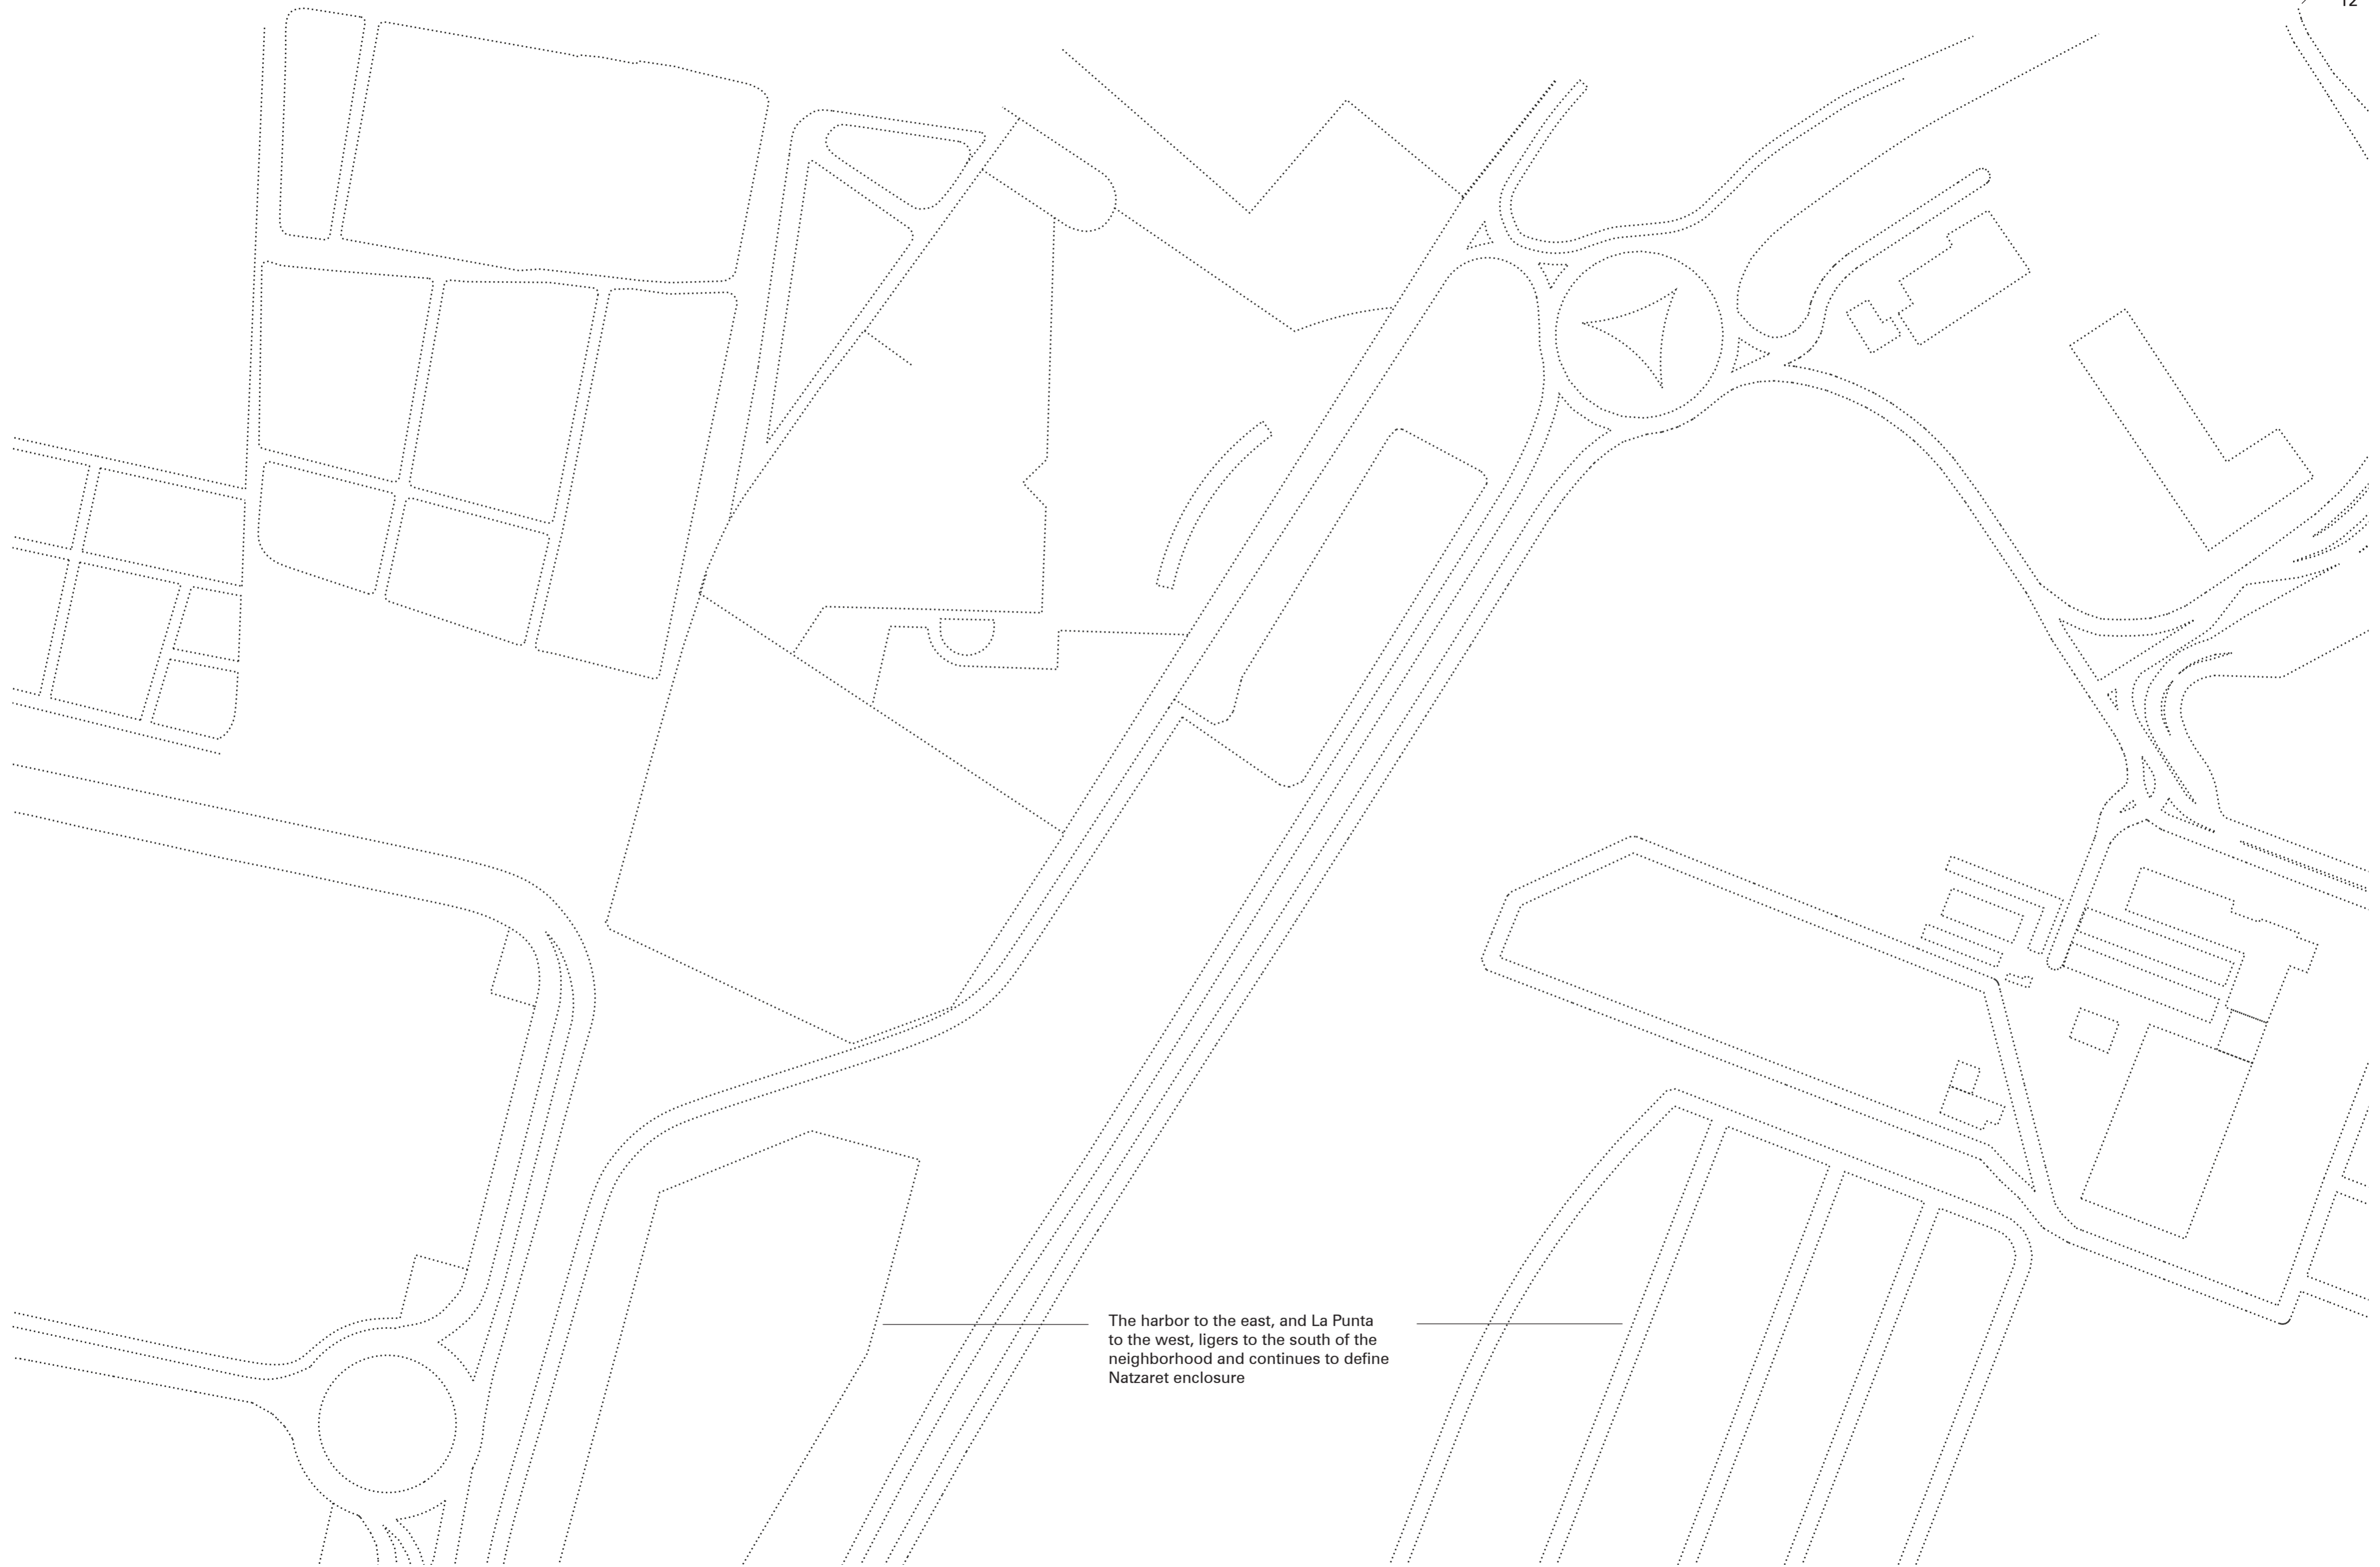 12
The harbor to the east, and La Punta
to the west, ligers to the south of the
neighborhood and continues to define
Natzaret enclosure